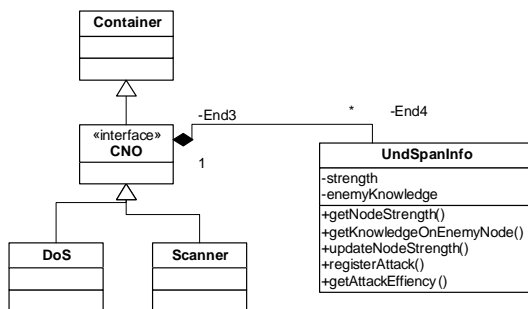 Container
«interface»
CNO
-End3
*
-End4
1
UndSpanInfo
-strength
-enemyKnowledge
+getNodeStrength()
+getKnowledgeOnEnemyNode()
+updateNodeStrength()
+registerAttack()
+getAttackEffiency()
DoS
Scanner